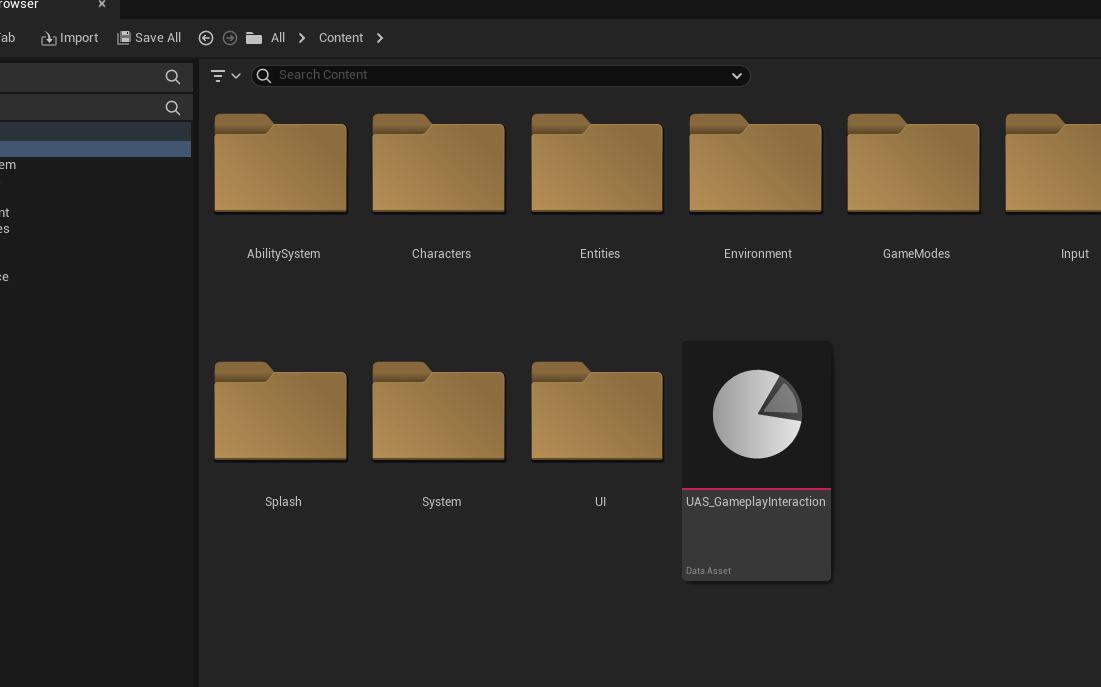 rowser
ab
Import
Save All
All
Content
Search Content
em
nt
es
ce
AbilitySystem
Characters
Entities
Environment
GameModes
Input
Splash
System
UI
UAS_GameplayInteraction
Data Asset